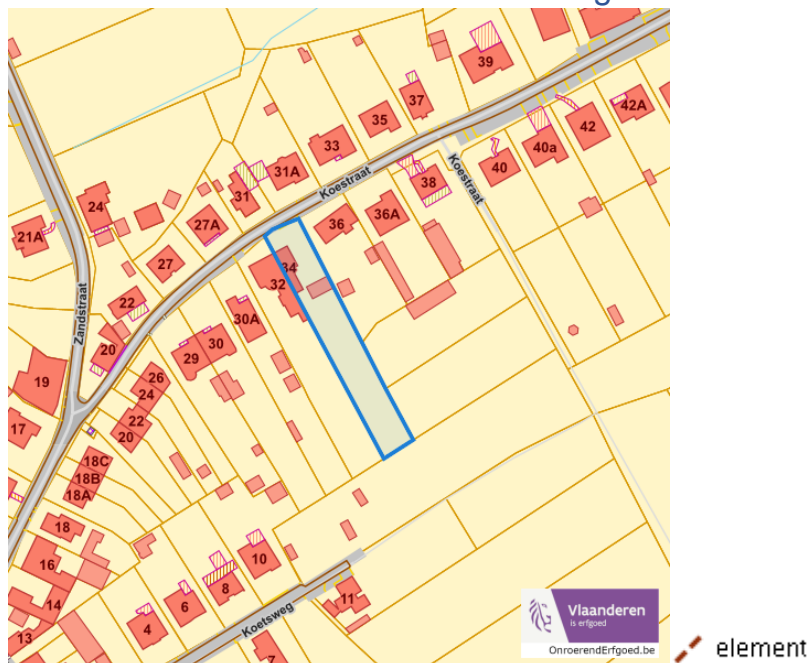 39
37
35
42A
42
33
40a
31A
Koestraat
40
24
31
38
Koestraat
27A
36A
36
21A
27
34
32
22
30A
Zandstraat
20
30
29
19
26
24
22
20
17
18C
18B
18A
18
10
16
8
6
14
11
4
Koetsweg
13
7
Vlaanderen
is erfgoed
OnroerendErfgoed.be
element